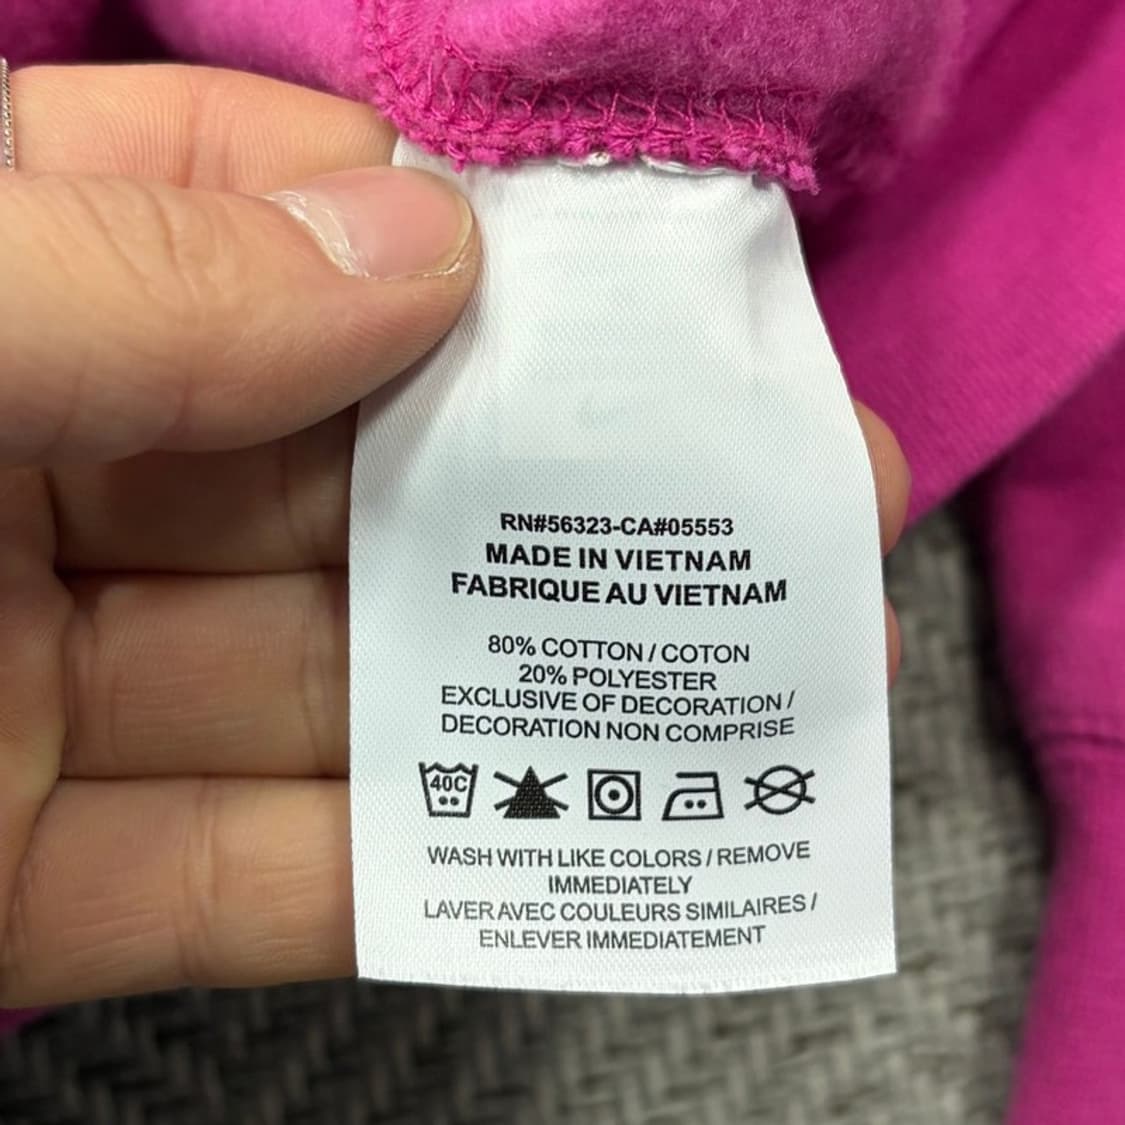 RN#56323-CA#05553
MADE IN VIETNAM
FABRIQUE AU VIETNAM
80% COTTON / COTON
20% POLYESTER
EXCLUSIVE OF DECORATION /
DECORATION NON COMPRISE
40C
WASH WITH LIKE COLORS / REMOVE
IMMEDIATELY
LAVER AVEC COULEURS SIMILAIRES /
ENLEVER IMMEDIATEMENT